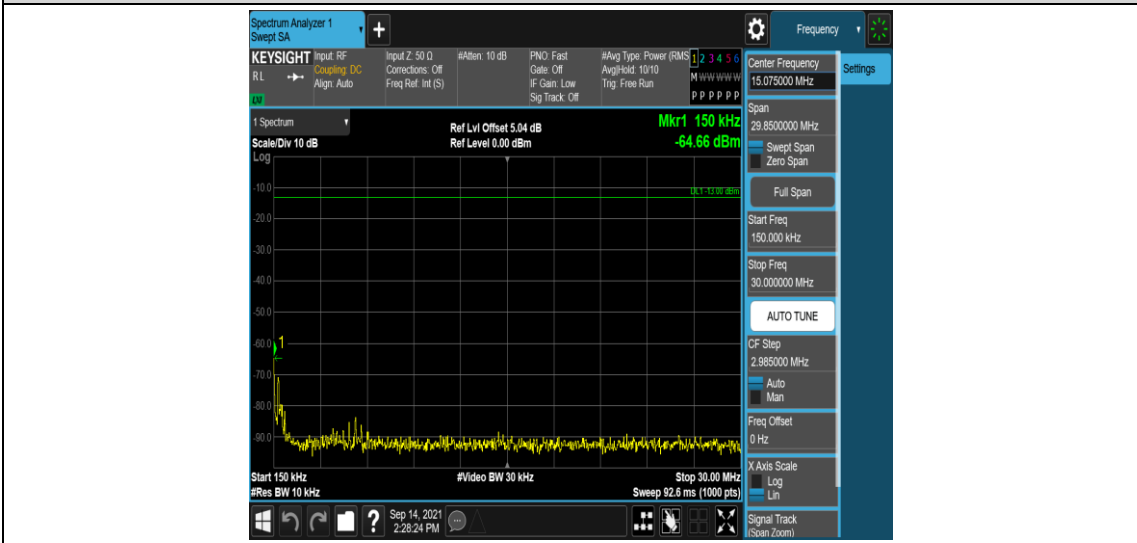 Spectrum Analyzer 1
Swept SA
+
Frequency
KEYSIGHT
RL
LNI
Input: RF
Coupling: DC
Align: Auto
Input Z: 50 Ω
Corrections: Off
Freq Ref: Int (S)
#Atten: 10 dB
PNO: Fast
Gate: Off
IF Gain: Low
Sig Track: Off
#Avg Type: Power (RMS
Avg|Hold: 10/10
Trig: Free Run
1 2 3 4 5 6
M W W W W W
P P P P P P
1 Spectrum
Scale/Div 10 dB
Log
Ref Lvl Offset 5.04 dB
Ref Level 0.00 dBm
Mkr1 150 kHz
-64.66 dBm
DL1 -13.00 dBm
-10.0
-20.0
-30.0
-40.0
-50.0
-60.0
1
-70.0
-80.0
-90.0
Start 150 kHz
#Res BW 10 kHz
#Video BW 30 kHz
Stop 30.00 MHz
Sweep 92.6 ms (1000 pts)
Center Frequency
15.075000 MHz
Settings
Span
29.8500000 MHz
Swept Span
Zero Span
Full Span
Start Freq
150.000 kHz
Stop Freq
30.000000 MHz
AUTO TUNE
CF Step
2.985000 MHz
Auto
Man
Freq Offset
0 Hz
X Axis Scale
Log
Lin
Signal Track
(Span Zoom)
?
Sep 14, 2021
2:28:24 PM